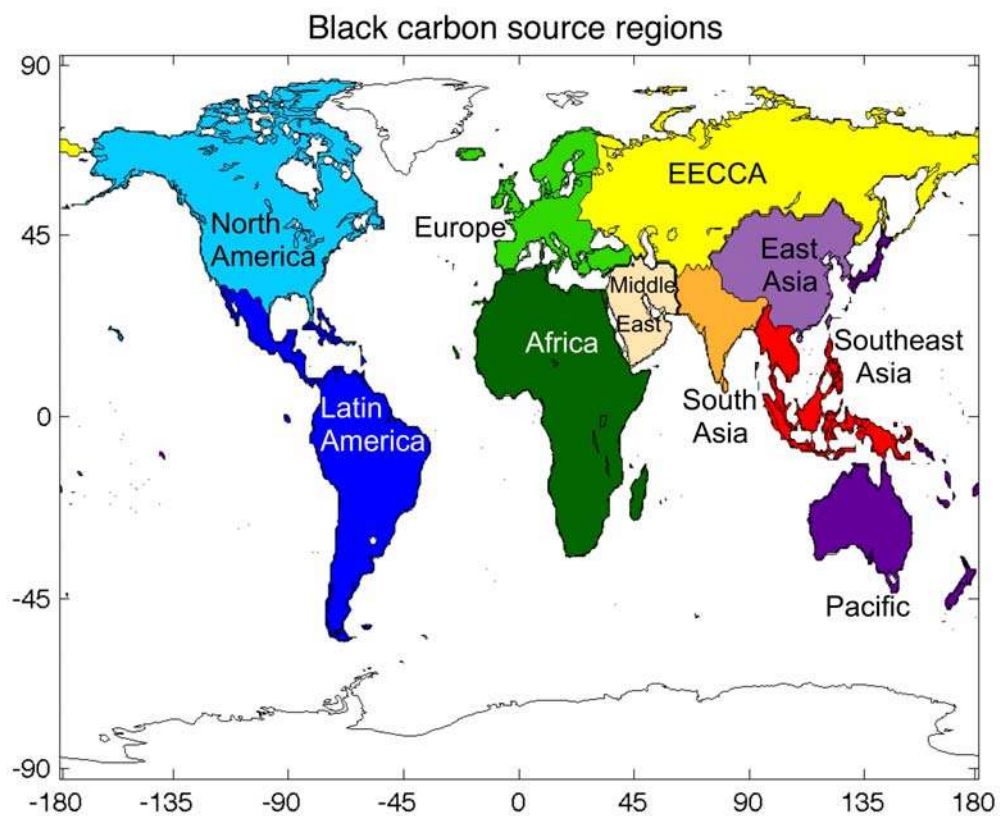 Black carbon source regions
90
45
0
-45
-90
-180
-135
-90
-45
0
45
90
135
180
North
America
Europe
EECCA
East
Asia
Middle
East
Africa
Southeast
Asia
South
Asia
Latin
America
Pacific